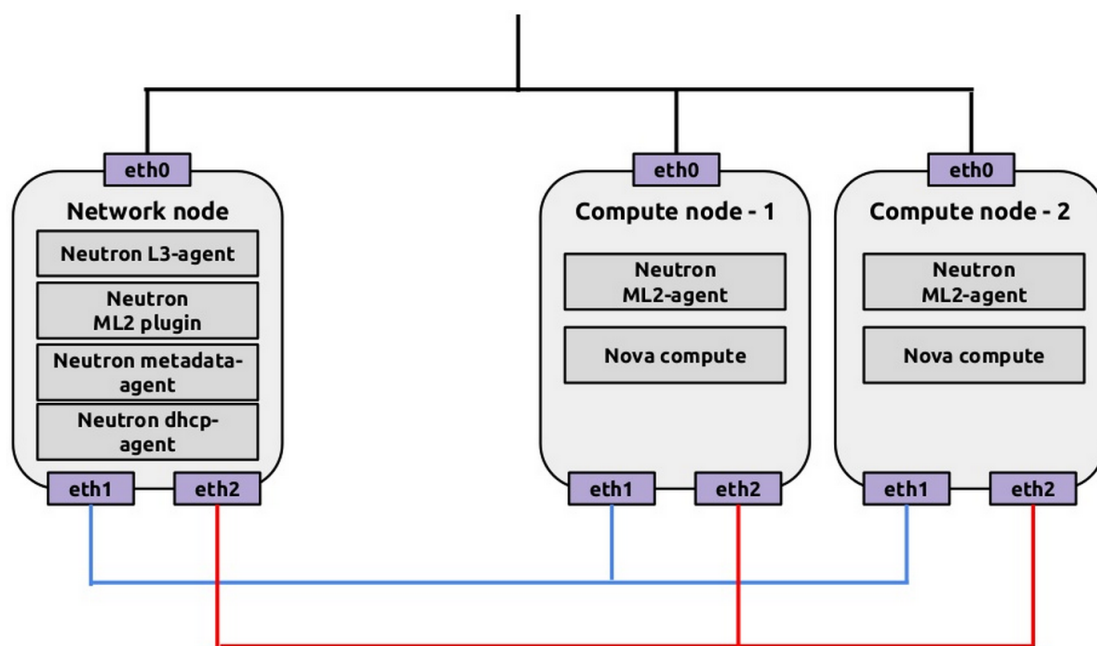 eth0
eth0
eth0
Network node
Neutron L3-agent
Neutron
ML2 plugin
Neutron metadata-
agent
Neutron dhcp-
agent
eth1
eth2
Compute node - 1
Neutron
ML2-agent
Nova compute
eth1
eth2
Compute node - 2
Neutron
ML2-agent
Nova compute
eth1
eth2